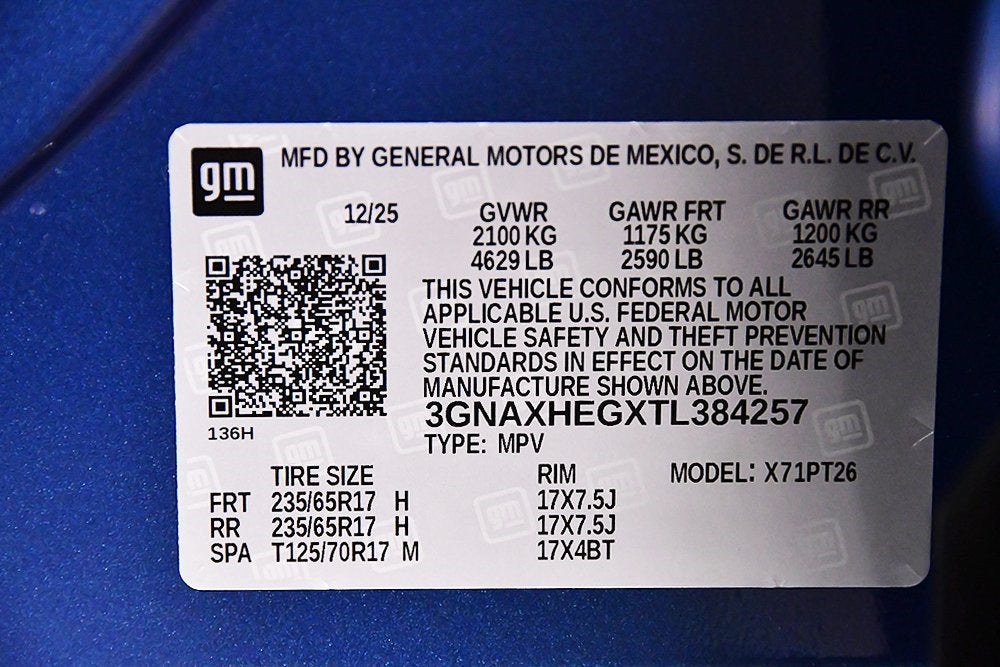 gm MFD BY GENERAL MOTORS DE MEXICO, S. DE R.L. DE C.V.
12/25 GVWR GAWR FRT GAWR RR
2100 KG 1175 KG 1200 KG
4629 LB 2590 LB 2645 LB
THIS VEHICLE CONFORMS TO ALL
APPLICABLE U.S. FEDERAL MOTOR
VEHICLE SAFETY AND THEFT PREVENTION
STANDARDS IN EFFECT ON THE DATE OF
MANUFACTURE SHOWN ABOVE.
3GNAXHEGXTL384257
136H
TYPE: MPV
TIRE SIZE RIM MODEL: X71PT26
FRT 235/65R17 H 17X7.5J
RR 235/65R17 H 17X7.5J
SPA T125/70R17 M 17X4BT